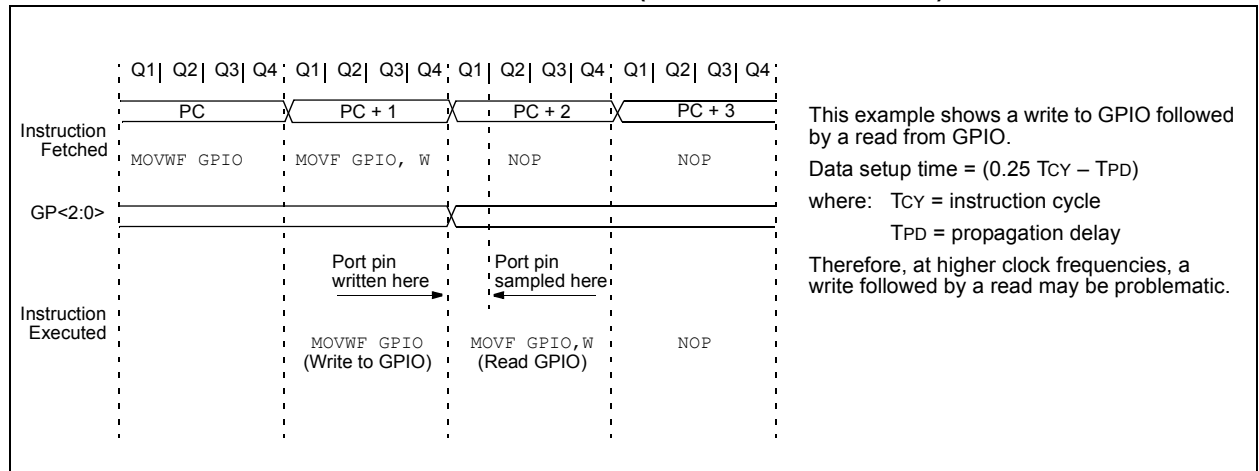 Q1| Q2| Q3| Q4 Q1| Q2| Q3| Q4 Q1| Q2| Q3| Q4 Q1| Q2| Q3| Q4
PC PC + 1 PC + 2 PC + 3
Instruction
Fetched
MOVWF GPIO MOVF GPIO, W NOP NOP
GP<2:0>
Port pin
written here
Port pin
sampled here
Instruction
Executed
MOVWF GPIO
(Write to GPIO)
MOVF GPIO,W
(Read GPIO)
NOP
This example shows a write to GPIO followed
by a read from GPIO.
Data setup time = (0.25 TCY – TPD)
where: TCY = instruction cycle
TPD = propagation delay
Therefore, at higher clock frequencies, a
write followed by a read may be problematic.